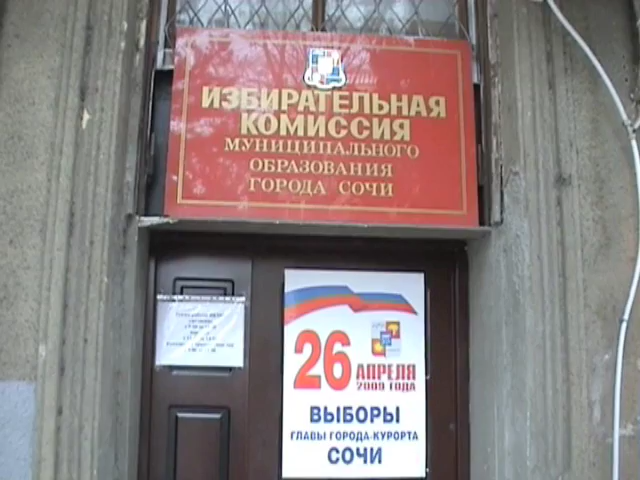 ИЗБИРАТЕЛЬНАЯ
КОМИССИЯ
МУНИЦИПАЛЬНОГО
ОБРАЗОВАНИЯ
ГОРОДА СОЧИ
26
АПРЕЛЯ
2009 ГОДА
ВЫБОРЫ
ГЛАВЫ ГОРОДА-КУРОРТА
СОЧИ